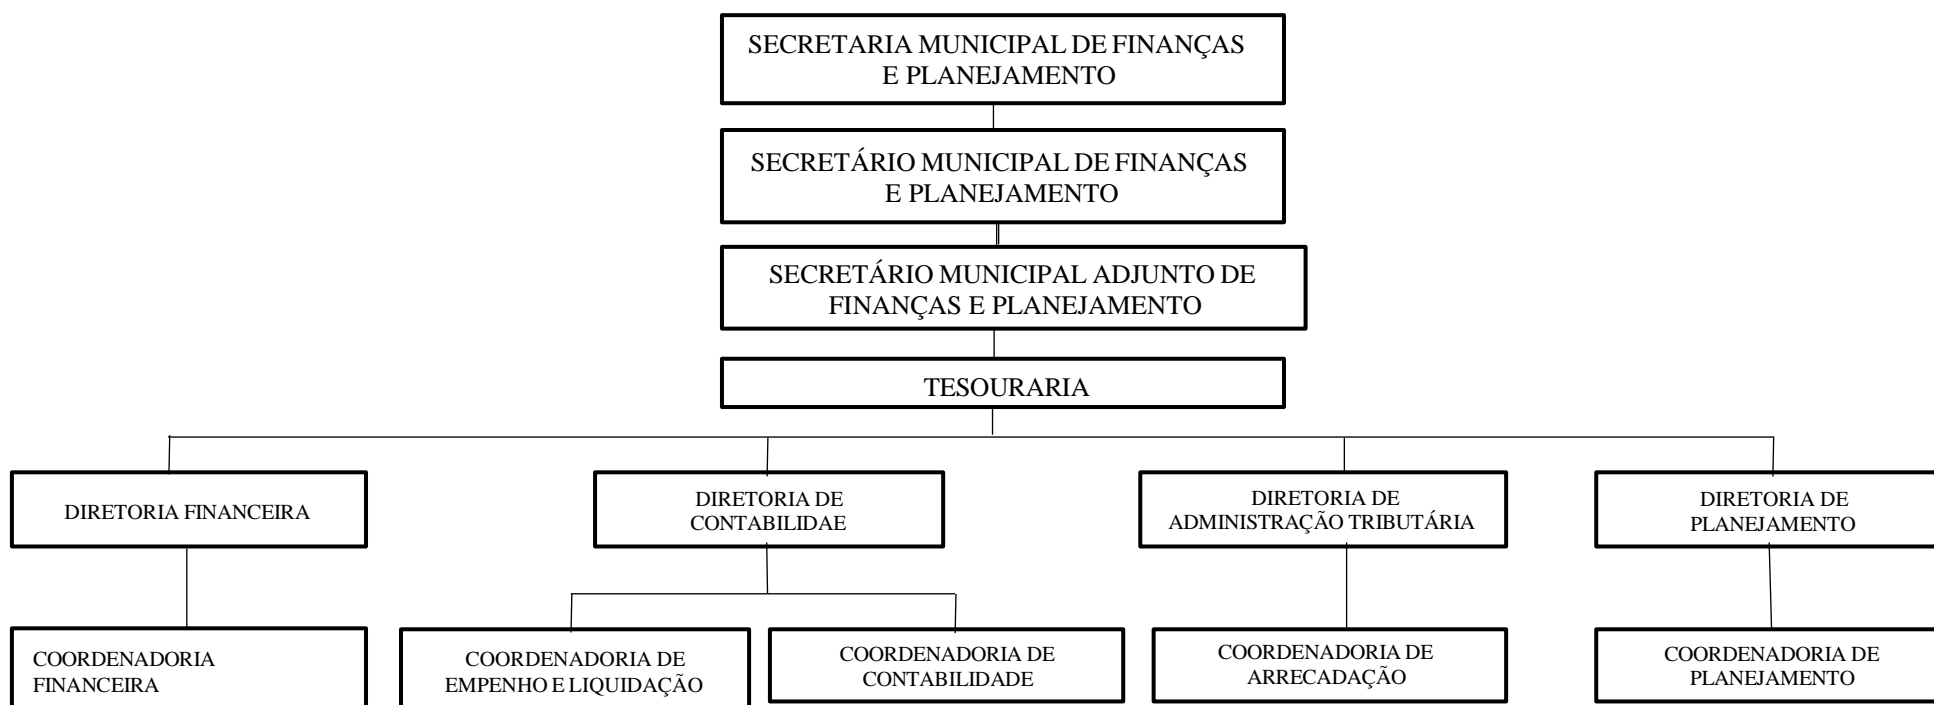 SECRETARIA MUNICIPAL DE FINANÇAS
E PLANEJAMENTO
SECRETÁRIO MUNICIPAL DE FINANÇAS
E PLANEJAMENTO
SECRETÁRIO MUNICIPAL ADJUNTO DE
FINANÇAS E PLANEJAMENTO
TESOURARIA
DIRETORIA FINANCEIRA
DIRETORIA DE
CONTABILIDAE
DIRETORIA DE
ADMINISTRAÇÃO TRIBUTÁRIA
DIRETORIA DE
PLANEJAMENTO
COORDENADORIA
FINANCEIRA
COORDENADORIA DE
EMPENHO E LIQUIDAÇÃO
COORDENADORIA DE
CONTABILIDADE
COORDENADORIA DE
ARRECADAÇÃO
COORDENADORIA DE
PLANEJAMENTO